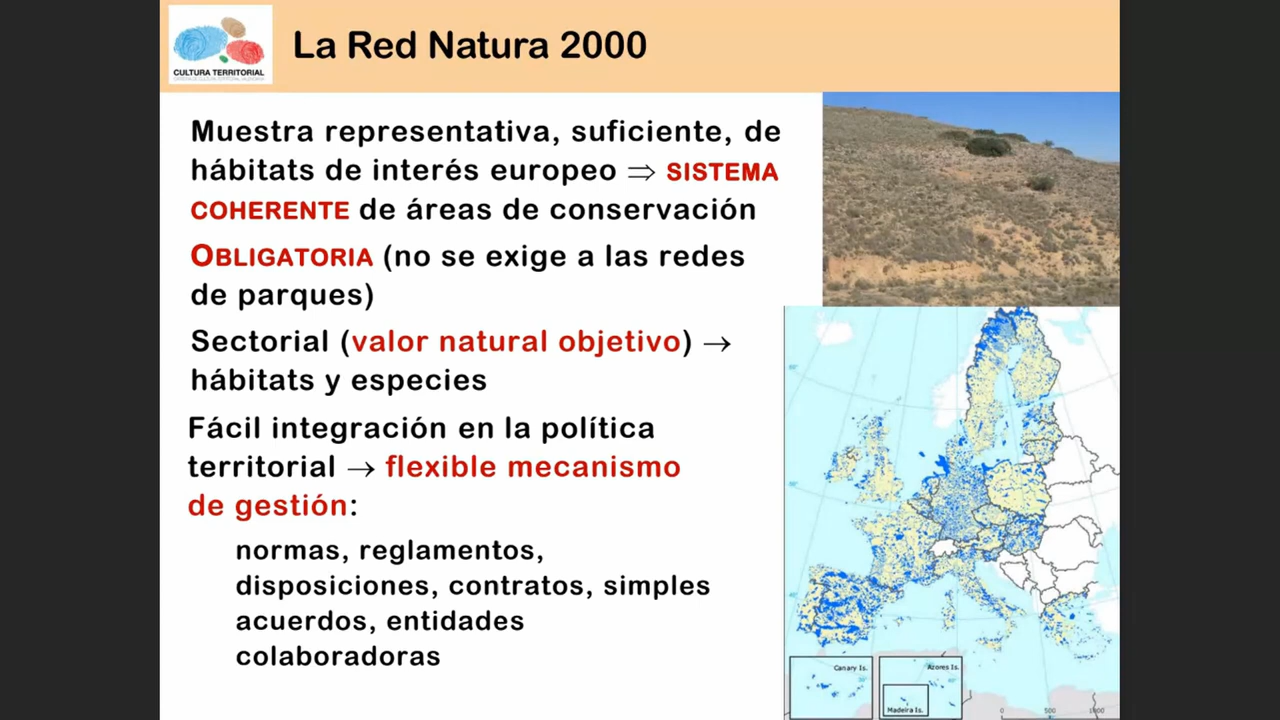 CULTURA TERRITORIAL
La Red Natura 2000
Muestra representativa, suficiente, de
hábitats de interés europeo ⇒ SISTEMA
COHERENTE de áreas de conservación
OBLIGATORIA (no se exige a las redes
de parques)
Sectorial (valor natural objetivo) →
hábitats y especies
Fácil integración en la política
territorial → flexible mecanismo
de gestión:
normas, reglamentos,
disposiciones, contratos, simples
acuerdos, entidades
colaboradoras
Canary Is.
Azores Is.
Madeira Is.
0 500 1000